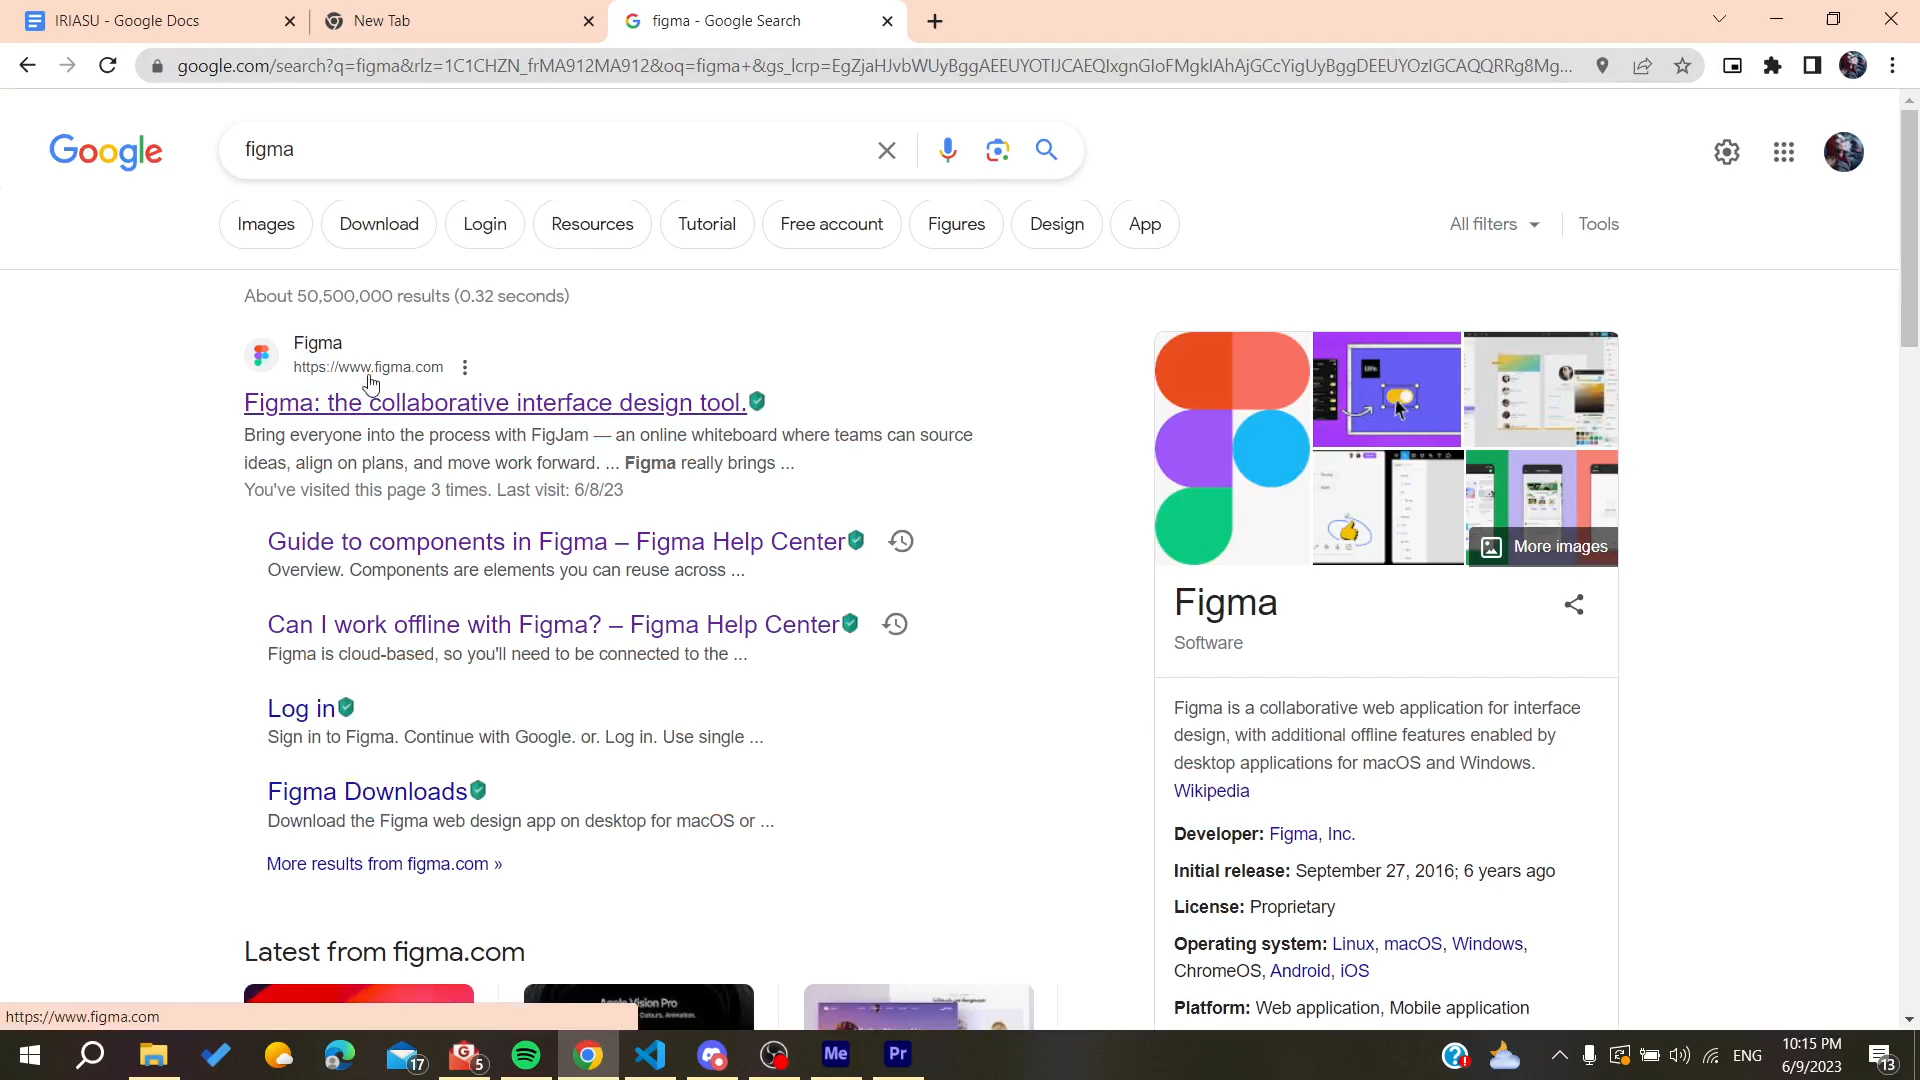 IRIASU - Google Docs
New Tab
figma - Google Search
google.com/search?q=figma&rlz=1C1CHZN_frMA912MA912&oq=figma+&gs_lcrp=EgZjaHJvbWUyBggAEEUYOTIJCAEQIxgnGIoFMgkIAhAjGCcYigUyBggDEEUYOzIGCAQQRRg8Mg...
Google
figma
Images
Download
Login
Resources
Tutorial
Free account
Figures
Design
App
All filters
Tools
About 50,500,000 results (0.32 seconds)
Figma
https://www.figma.com
Figma: the collaborative interface design tool.
Bring everyone into the process with FigJam — an online whiteboard where teams can source
ideas, align on plans, and move work forward. ... Figma really brings ...
You've visited this page 3 times. Last visit: 6/8/23
Guide to components in Figma – Figma Help Center
Overview. Components are elements you can reuse across ...
Can I work offline with Figma? – Figma Help Center
Figma is cloud-based, so you'll need to be connected to the ...
Log in
Sign in to Figma. Continue with Google. or. Log in. Use single ...
Figma Downloads
Download the Figma web design app on desktop for macOS or ...
More results from figma.com »
Latest from figma.com
Apple Vision Pro
Colours, Animation.
More images
Figma
Software
Figma is a collaborative web application for interface
design, with additional offline features enabled by
desktop applications for macOS and Windows.
Wikipedia
Developer: Figma, Inc.
Initial release: September 27, 2016; 6 years ago
License: Proprietary
Operating system: Linux, macOS, Windows,
ChromeOS, Android, iOS
Platform: Web application, Mobile application
https://www.figma.com
17
5
Me
Pr
ENG
10:15 PM
6/9/2023
13